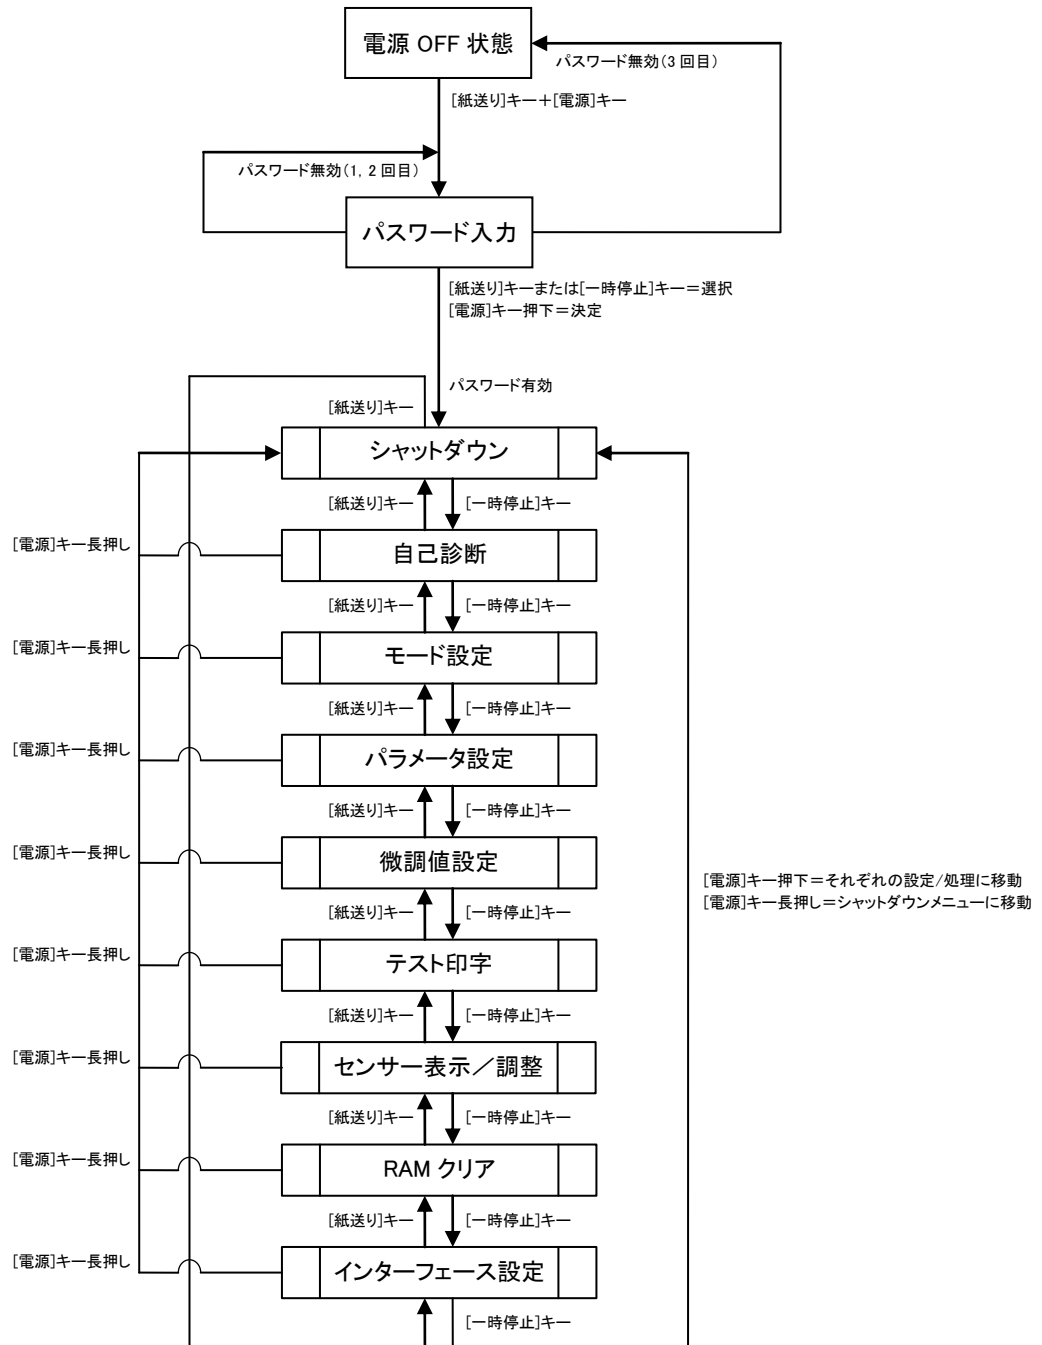 電源 OFF 状態
パスワード無効(3 回目)
[紙送り]キー+[電源]キー
パスワード無効(1, 2 回目)
パスワード入力
[紙送り]キーまたは[一時停止]キー=選択
[電源]キー押下=決定
パスワード有効
[紙送り]キー
シャットダウン
[紙送り]キー
[一時停止]キー
[電源]キー長押し
自己診断
[紙送り]キー
[一時停止]キー
[電源]キー長押し
モード設定
[紙送り]キー
[一時停止]キー
[電源]キー長押し
パラメータ設定
[紙送り]キー
[一時停止]キー
[電源]キー長押し
微調値設定
[電源]キー押下=それぞれの設定/処理に移動
[電源]キー長押し=シャットダウンメニューに移動
[紙送り]キー
[一時停止]キー
[電源]キー長押し
テスト印字
[紙送り]キー
[一時停止]キー
[電源]キー長押し
センサー表示/調整
[紙送り]キー
[一時停止]キー
[電源]キー長押し
RAM クリア
[紙送り]キー
[一時停止]キー
[電源]キー長押し
インターフェース設定
[一時停止]キー